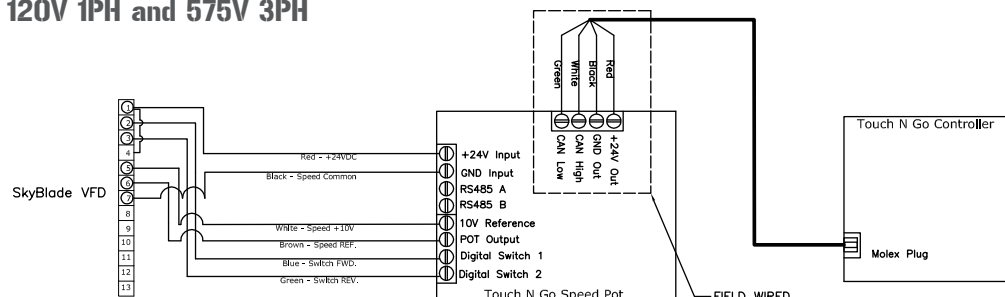 120V 1PH and 575V 3PH
Green
White
Black
Red
CAN Low
CAN High
GND Out
+24V Out
Touch N Go Controller
Molex Plug
SkyBlade VFD
1
2
3
4
5
6
7
8
9
10
11
12
13
Red - +24VDC
Black - Speed Common
White - Speed +10V
Brown - Speed REF.
Blue - Switch FWD.
Green - Switch REV.
+24V Input
GND Input
RS485 A
RS485 B
10V Reference
POT Output
Digital Switch 1
Digital Switch 2
Touch N Go Speed Pot
FIELD WIRED